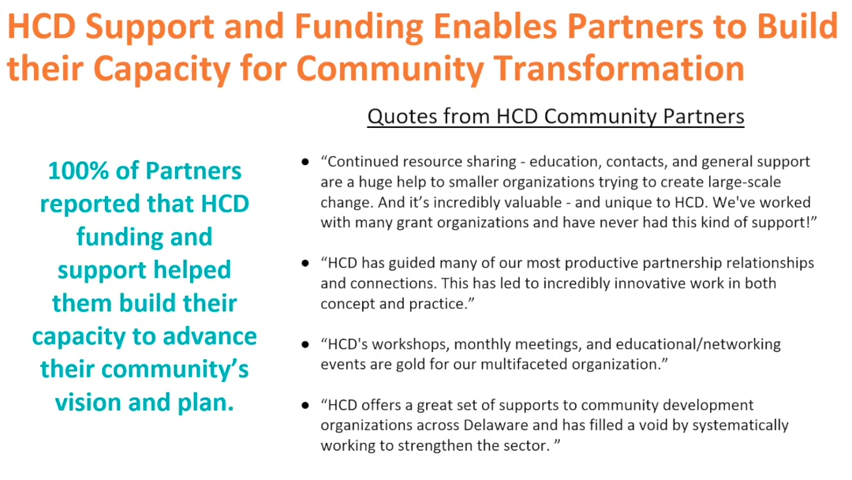 HCD Support and Funding Enables Partners to Build
their Capacity for Community Transformation
100% of Partners
reported that HCD
funding and
support helped
them build their
capacity to advance
their community’s
vision and plan.
Quotes from HCD Community Partners
● “Continued resource sharing - education, contacts, and general support
are a huge help to smaller organizations trying to create large-scale
change. And it’s incredibly valuable - and unique to HCD. We've worked
with many grant organizations and have never had this kind of support!”
● “HCD has guided many of our most productive partnership relationships
and connections. This has led to incredibly innovative work in both
concept and practice.”
● “HCD's workshops, monthly meetings, and educational/networking
events are gold for our multifaceted organization.”
● “HCD offers a great set of supports to community development
organizations across Delaware and has filled a void by systematically
working to strengthen the sector. ”